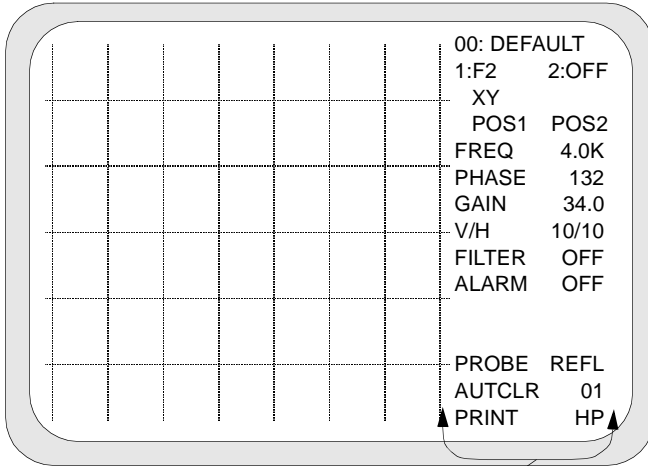 00: DEFAULT
1:F2 2:OFF
XY
POS1 POS2
FREQ 4.0K
PHASE 132
GAIN 34.0
V/H 10/10
FILTER OFF
ALARM OFF
PROBE REFL
AUTCLR 01
PRINT HP